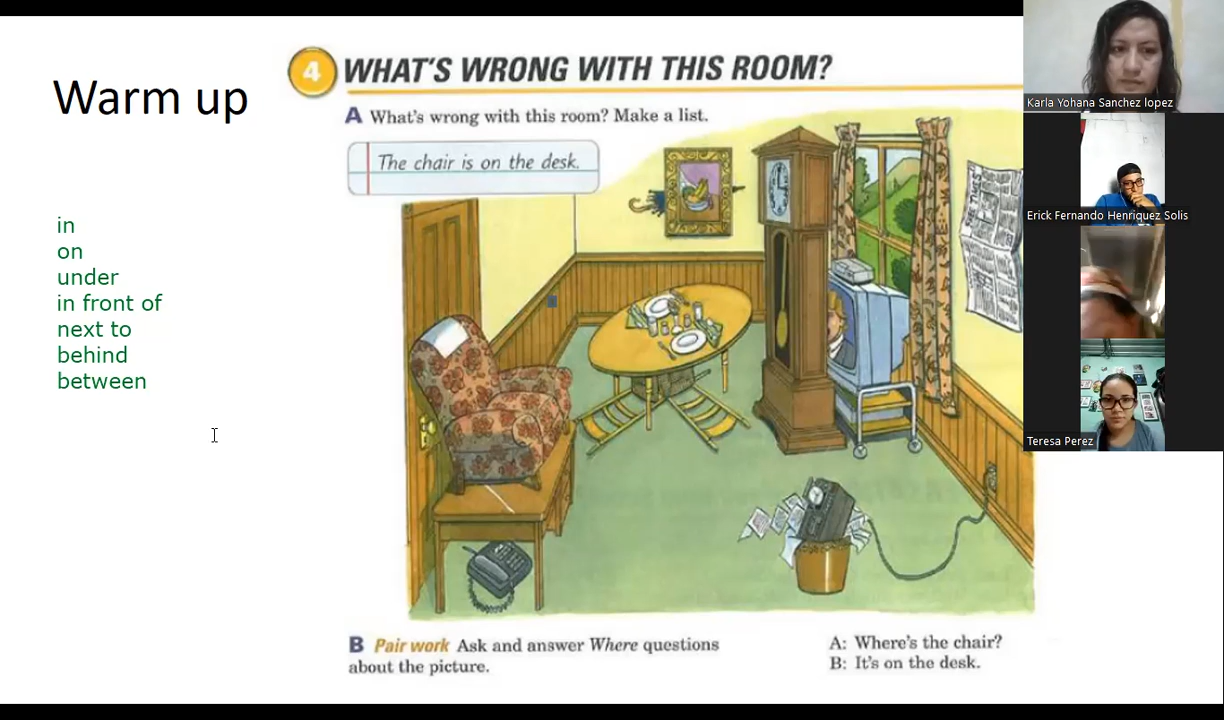 Warm up
4 WHAT'S WRONG WITH THIS ROOM?
A What's wrong with this room? Make a list.
The chair is on the desk.
in
on
under
in front of
next to
behind
between
THE TIMES
B Pair work Ask and answer Where questions
about the picture.
A: Where's the chair?
B: It's on the desk.
Karla Yohana Sanchez lopez
Erick Fernando Henriquez Solis
Teresa Perez